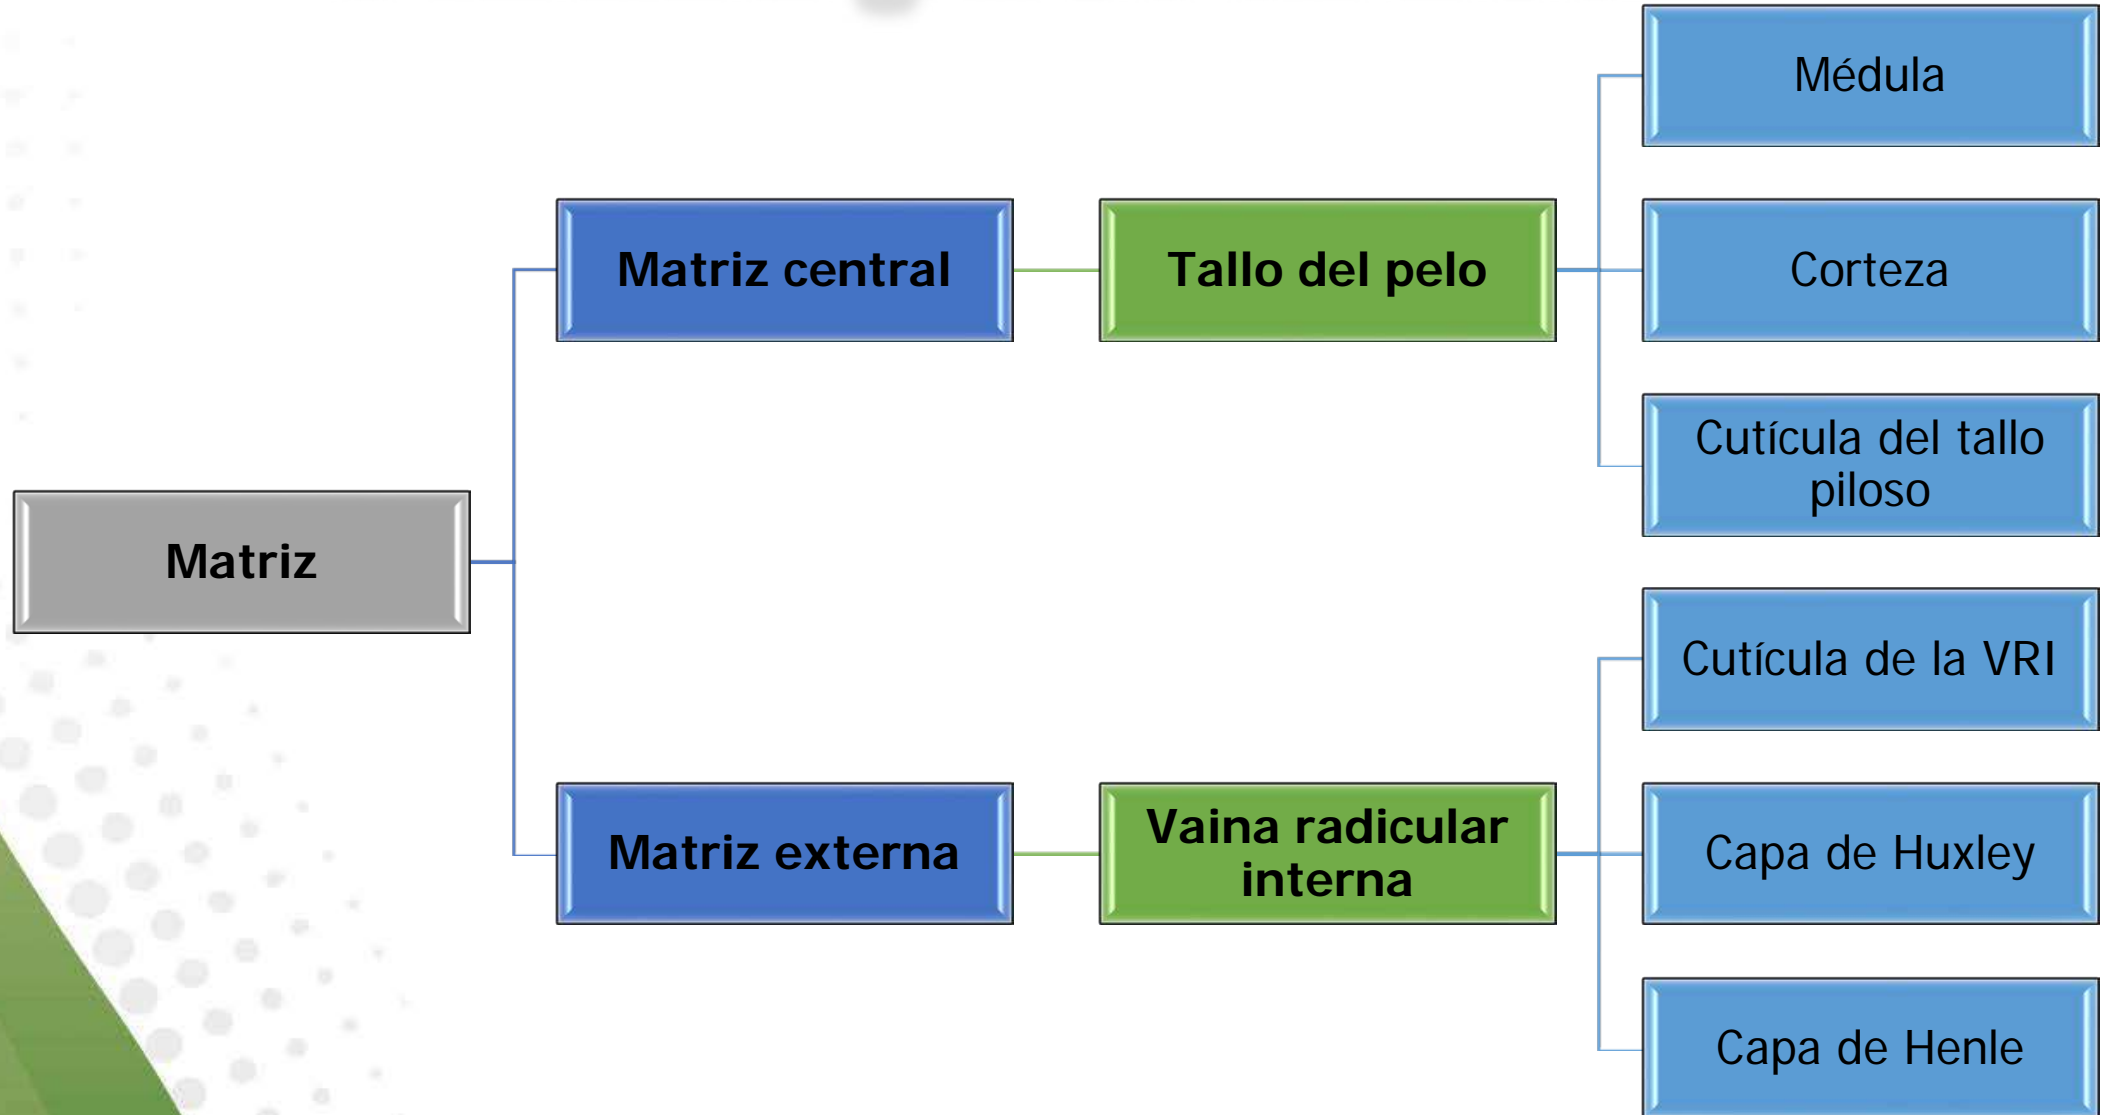 Matriz
Matriz central
Tallo del pelo
Médula
Corteza
Cutícula del tallo
piloso
Matriz externa
Vaina radicular
interna
Cutícula de la VRI
Capa de Huxley
Capa de Henle